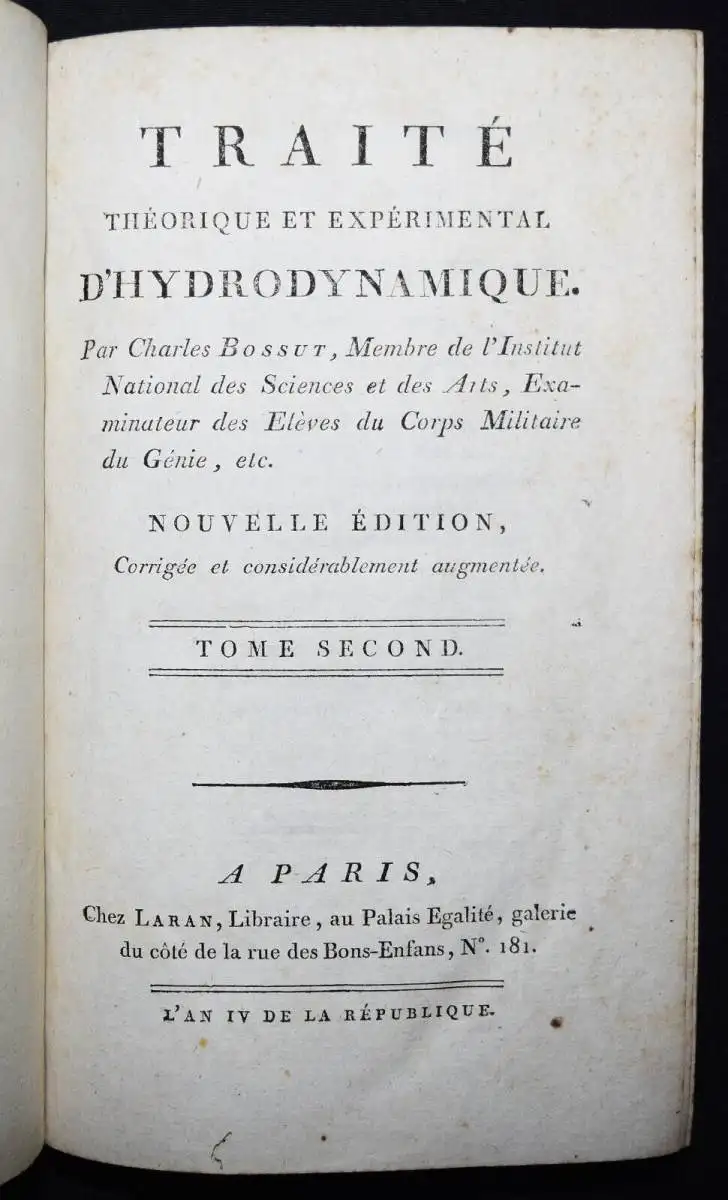 TRAITÉ
THÉORIQUE ET EXPÉRIMENTAL
D'HYDRODYNAMIQUE.
Par Charles BOSSUT, Membre de l'Institut
National des Sciences et des Arts, Exa-
minateur des Elèves du Corps Militaire
du Génie, etc.
NOUVELLE ÉDITION,
Corrigée et considérablement augmentée.
TOME SECOND.
A PARIS,
Chez LARAN, Libraire, au Palais Egalité, galerie
du côté de la rue des Bons-Enfans, N°. 181.
L'AN IV DE LA RÉPUBLIQUE.